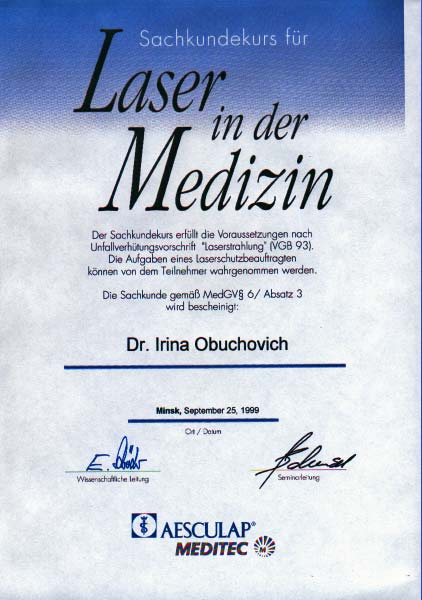 Sachkundekurs für
Laser
in der
Medizin
Der Sachkundekurs erfüllt die Voraussetzungen nach
Unfallverhütungsvorschrift "Laserstrahlung" (VGB 93).
Die Aufgaben eines Laserschutzbeauftragten
können von dem Teilnehmer wahrgenommen werden.
Die Sachkunde gemäß MedGV§ 6/ Absatz 3
wird bescheinigt:
Dr. Irina Obuchovich
Minsk, September 25, 1999
Ort / Datum
Wissenschaftliche Leitung
Seminarleitung
AESCULAP®
MEDITEC